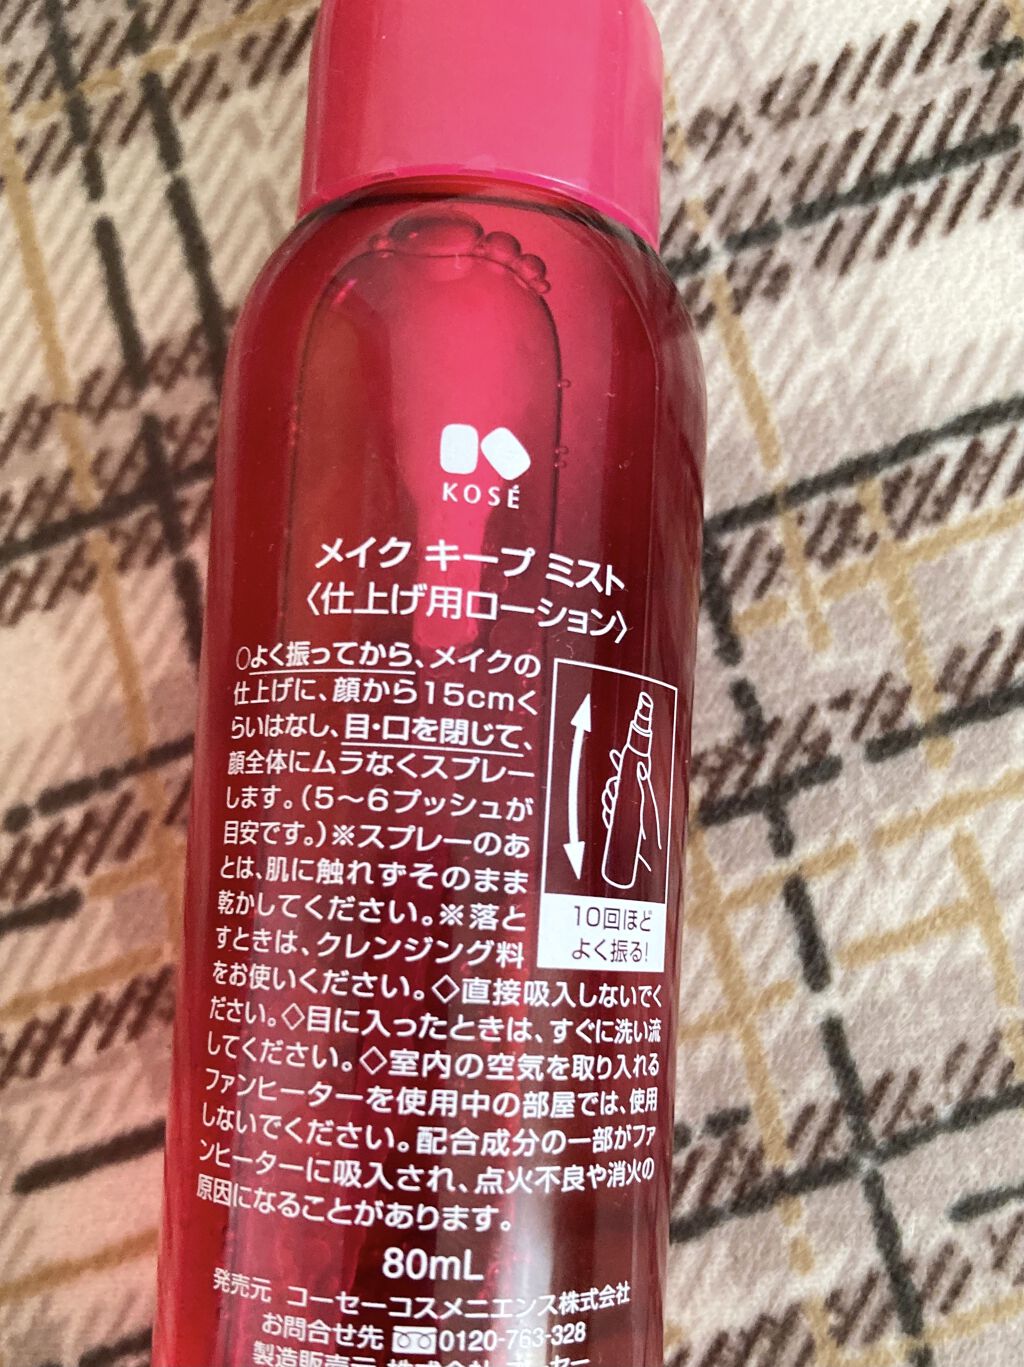 KOSÉ
メイク キープ ミスト
〈仕上げ用ローション〉
○よく振ってから、メイクの
仕上げに、顔から15cmく
らいはなし、目・口を閉じて、
顔全体にムラなくスプレー
します。(5〜6プッシュが
目安です。)※スプレーのあ
とは、肌に触れずそのまま
乾かしてください。※落と
すときは、クレンジング料
をお使いください。◇直接吸入しないでく
ださい。◇目に入ったときは、すぐに洗い流
してください。◇室内の空気を取り入れる
ファンヒーターを使用中の部屋では、使用
しないでください。配合成分の一部がファ
ンヒーターに吸入され、点火不良や消火の
原因になることがあります。
10回ほど
よく振る!
80mL
発売元 コーセーコスメニエンス株式会社
お問合せ先 0120-763-328
製造販売元 株式会社 コーセー